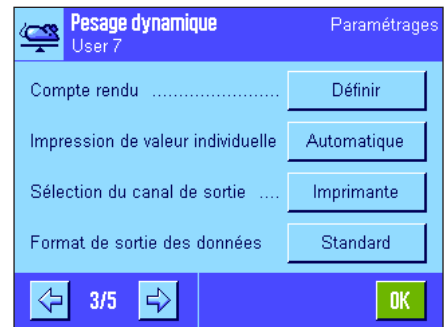 Pesage dynamique Paramétrages
User 7
Compte rendu ........................ Définir
Impression de valeur individuelle Automatique
Sélection du canal de sortie .... Imprimante
Format de sortie des données Standard
3/5 OK